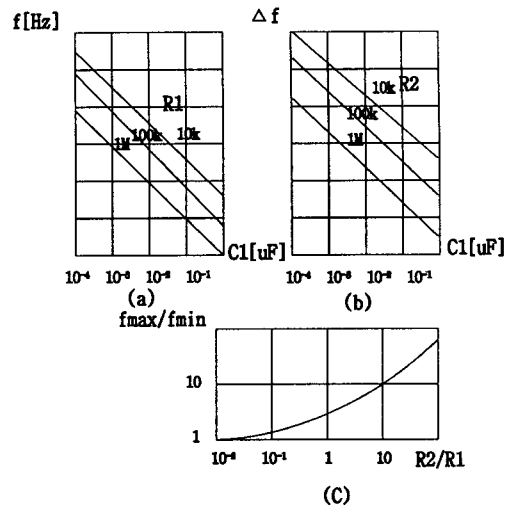 f[Hz]
△f
R1
1M 100k 10k
10k R2
100k
1M
C1[uF]
C1[uF]
10⁻⁴ 10⁻³ 10⁻² 10⁻¹
10⁻⁴ 10⁻³ 10⁻² 10⁻¹
(a)
(b)
fmax/fmin
10
1
10⁻² 10⁻¹ 1 10 R2/R1
(C)